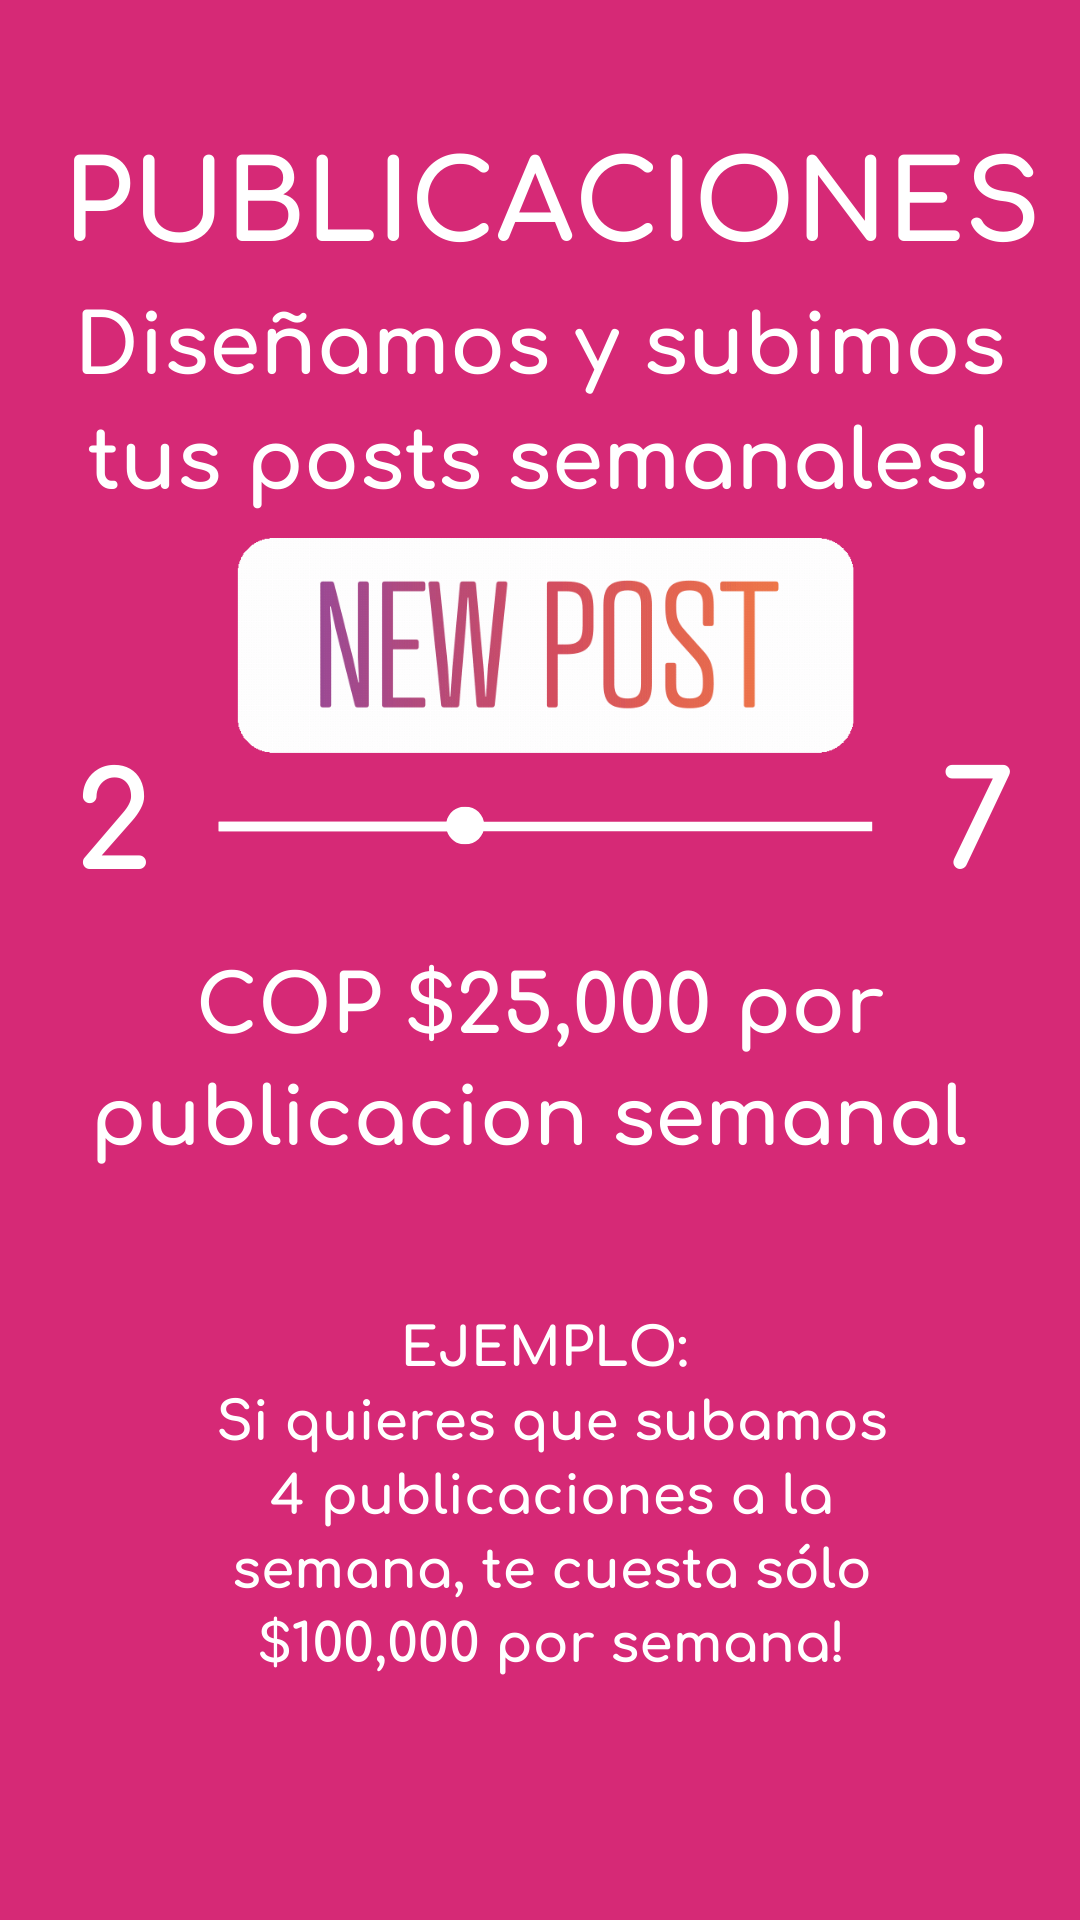 PUBLICACIONES
Diseñamos y subimos
tus posts semanales!
NEW POST
2 7
COP $25,000 por
publicacion semanal
EJEMPLO:
Si quieres que subamos
4 publicaciones a la
semana, te cuesta sólo
$100,000 por semana!